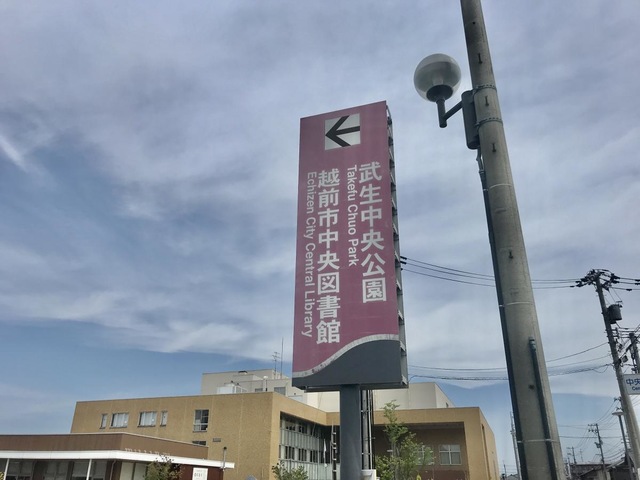 武生中央公園
Takefu Chuo Park
越前市中央図書館
Echizen City Central Library